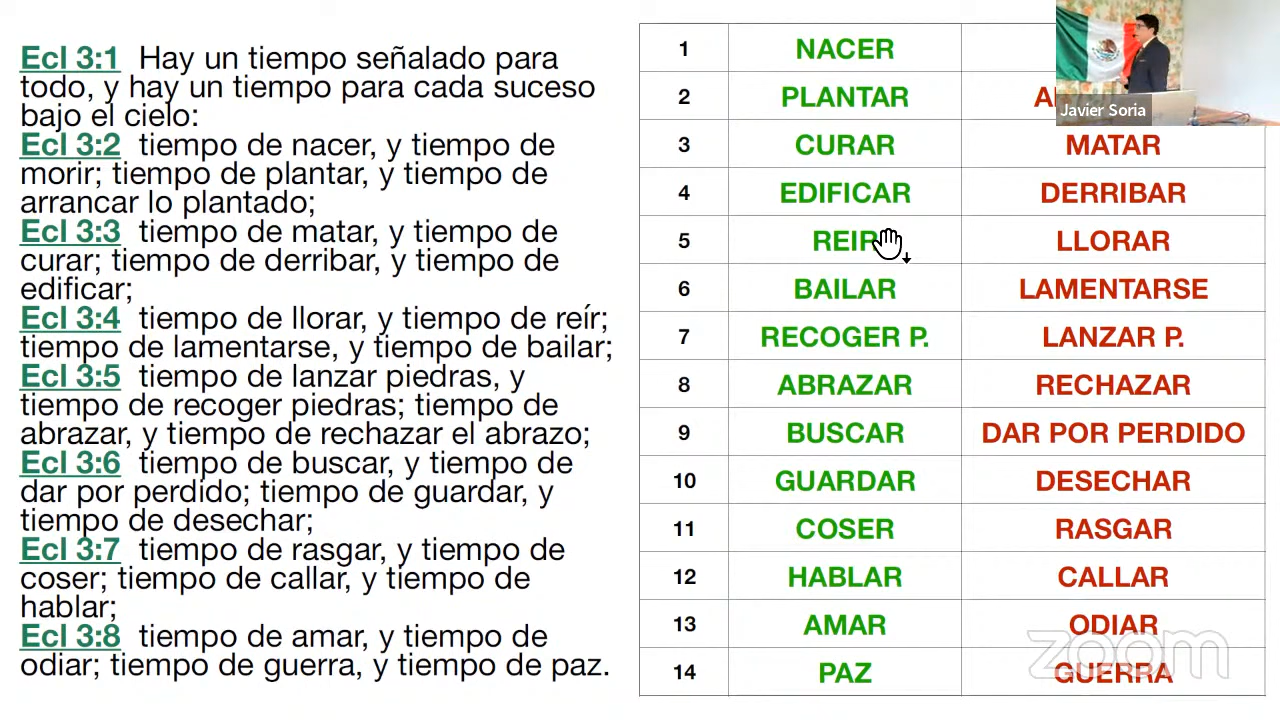 Ecl 3:1 Hay un tiempo señalado para
todo, y hay un tiempo para cada suceso
bajo el cielo:
Ecl 3:2 tiempo de nacer, y tiempo de
morir; tiempo de plantar, y tiempo de
arrancar lo plantado;
Ecl 3:3 tiempo de matar, y tiempo de
curar; tiempo de derribar, y tiempo de
edificar;
Ecl 3:4 tiempo de llorar, y tiempo de reír;
tiempo de lamentarse, y tiempo de bailar;
Ecl 3:5 tiempo de lanzar piedras, y
tiempo de recoger piedras; tiempo de
abrazar, y tiempo de rechazar el abrazo;
Ecl 3:6 tiempo de buscar, y tiempo de
dar por perdido; tiempo de guardar, y
tiempo de desechar;
Ecl 3:7 tiempo de rasgar, y tiempo de
coser; tiempo de callar, y tiempo de
hablar;
Ecl 3:8 tiempo de amar, y tiempo de
odiar; tiempo de guerra, y tiempo de paz.
1 NACER
2 PLANTAR
3 CURAR MATAR
4 EDIFICAR DERRIBAR
5 REIR LLORAR
6 BAILAR LAMENTARSE
7 RECOGER P. LANZAR P.
8 ABRAZAR RECHAZAR
9 BUSCAR DAR POR PERDIDO
10 GUARDAR DESECHAR
11 COSER RASGAR
12 HABLAR CALLAR
13 AMAR ODIAR
14 PAZ GUERRA
Javier Soria
zoom